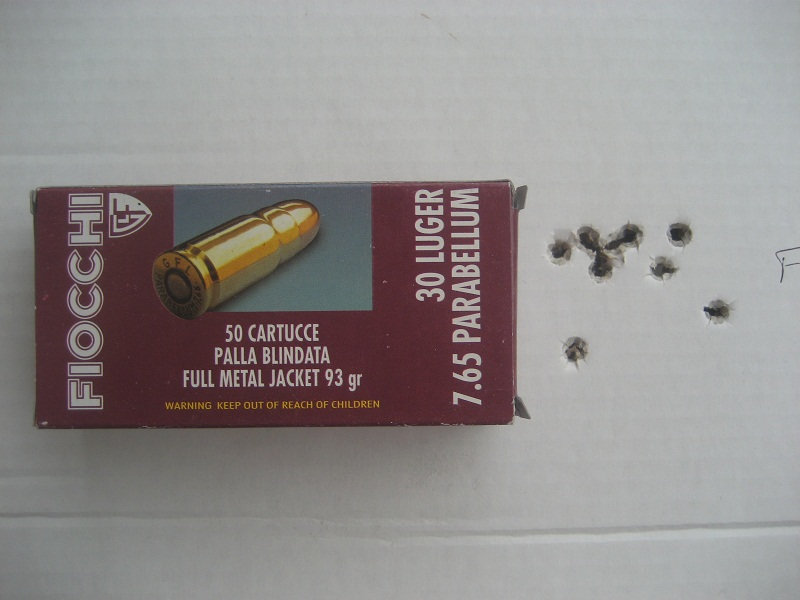 FIOCCHI
GFL
50 CARTUCCE
PALLA BLINDATA
FULL METAL JACKET 93 gr
WARNING KEEP OUT OF REACH OF CHILDREN
30 LUGER
7.65 PARABELLUM